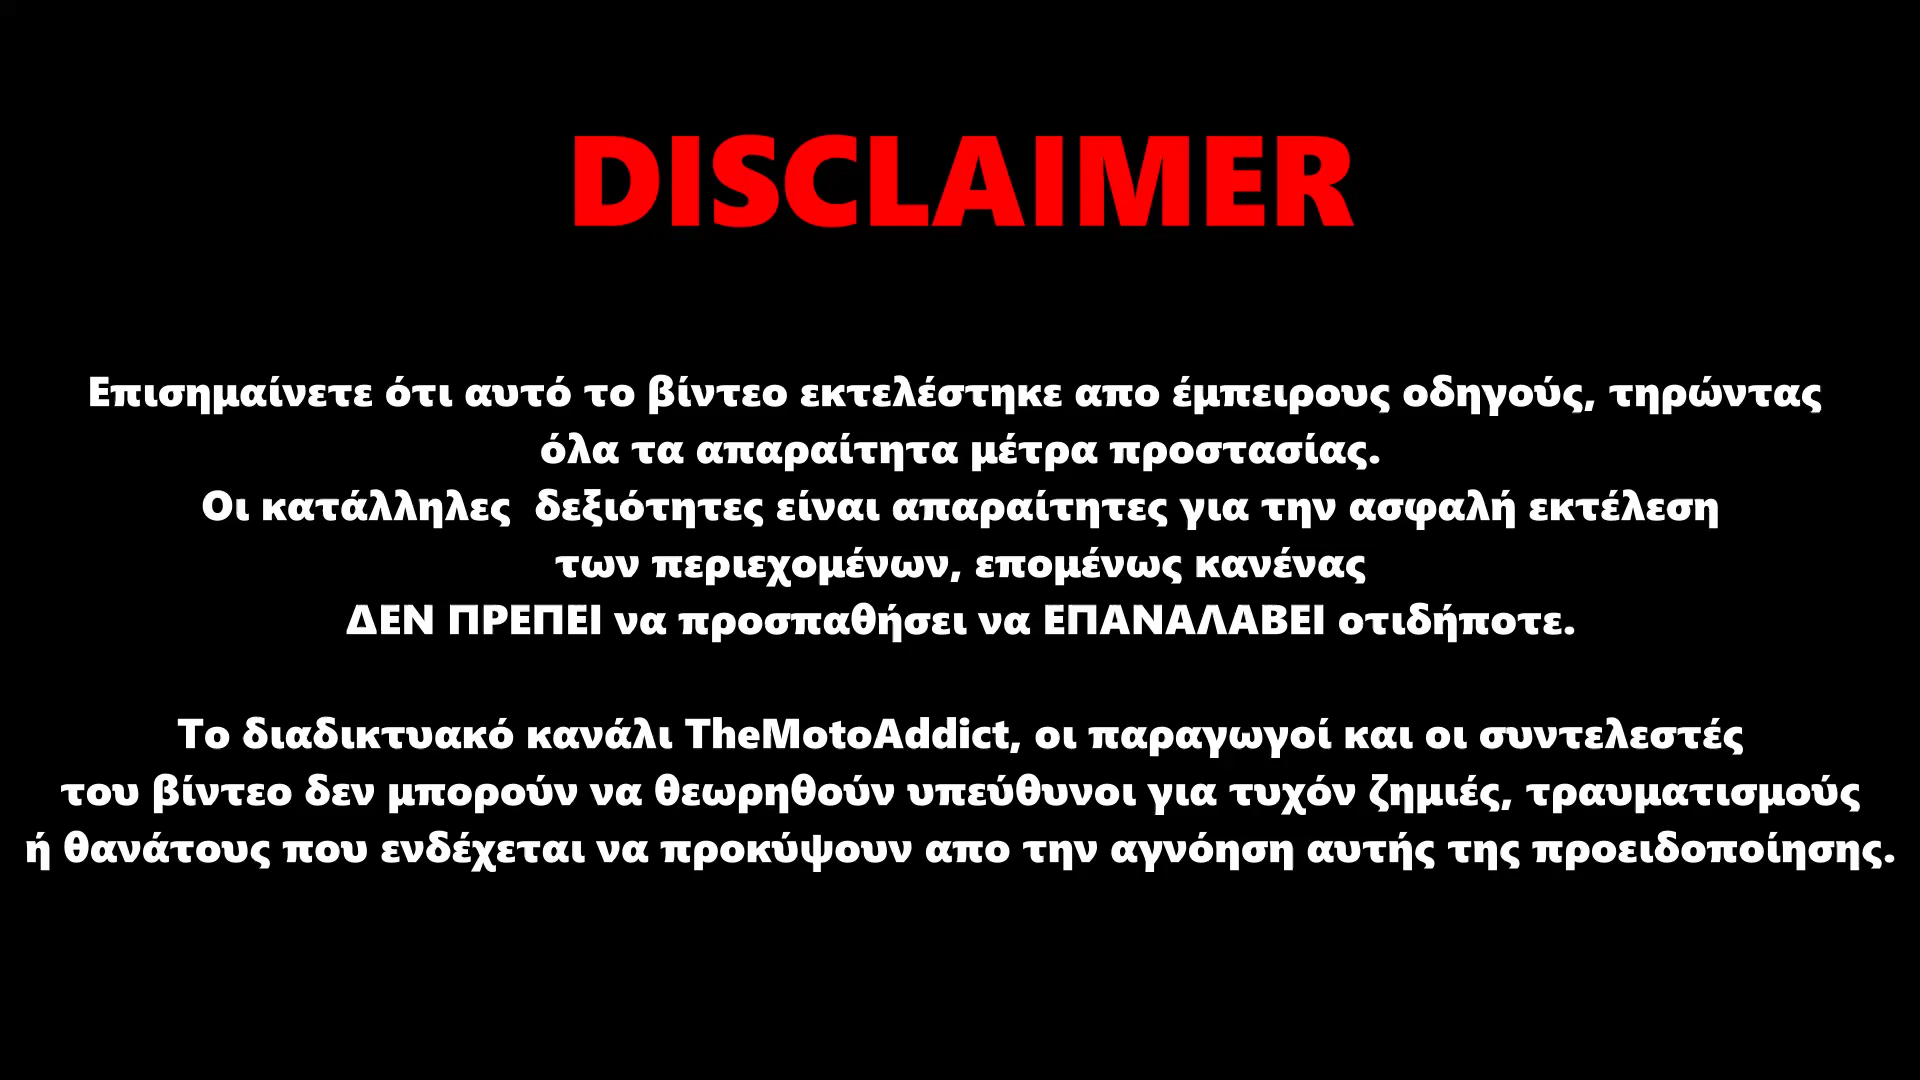 DISCLAIMER
Επισημαίνετε ότι αυτό το βίντεο εκτελέστηκε απο έμπειρους οδηγούς, τηρώντας
όλα τα απαραίτητα μέτρα προστασίας.
Οι κατάλληλες  δεξιότητες είναι απαραίτητες για την ασφαλή εκτέλεση
των περιεχομένων, επομένως κανένας
ΔΕΝ ΠΡΕΠΕΙ να προσπαθήσει να ΕΠΑΝΑΛΑΒΕΙ οτιδήποτε.
Το διαδικτυακό κανάλι TheMotoAddict, οι παραγωγοί και οι συντελεστές
του βίντεο δεν μπορούν να θεωρηθούν υπεύθυνοι για τυχόν ζημιές, τραυματισμούς
ή θανάτους που ενδέχεται να προκύψουν απο την αγνόηση αυτής της προειδοποίησης.